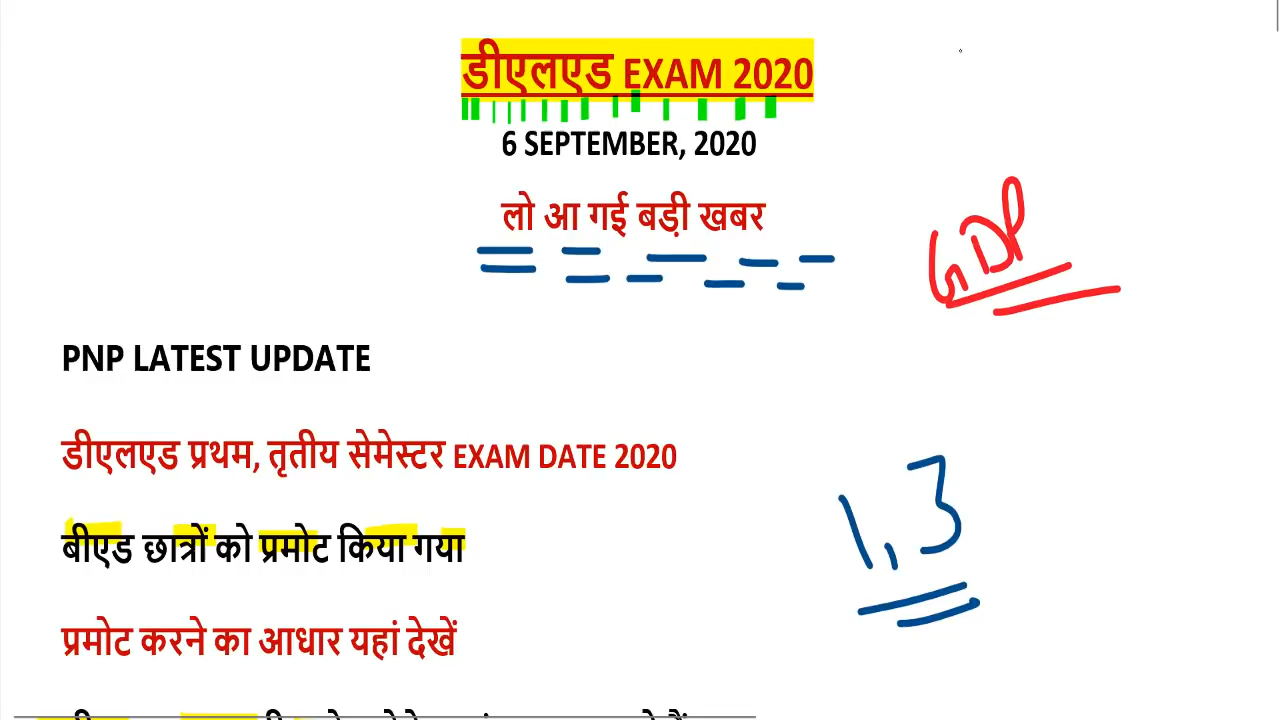 डीएलएड EXAM 2020
6 SEPTEMBER, 2020
लो आ गई बड़ी खबर
GDP
PNP LATEST UPDATE
डीएलएड प्रथम, तृतीय सेमेस्टर EXAM DATE 2020
1,3
बीएड छात्रों को प्रमोट किया गया
प्रमोट करने का आधार यहां देखें